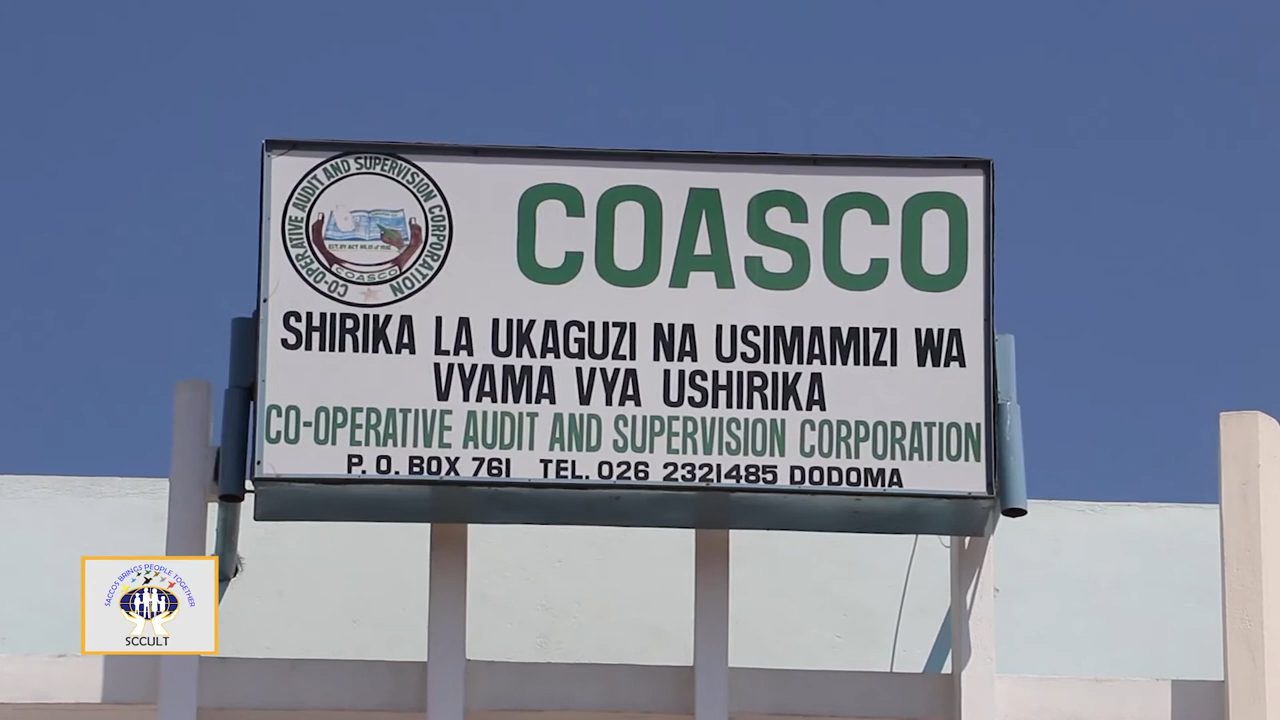 CO-OPERATIVE AUDIT AND SUPERVISION CORPORATION
COASCO
COASCO
SHIRIKA LA UKAGUZI NA USIMAMIZI WA
VYAMA VYA USHIRIKA
CO-OPERATIVE AUDIT AND SUPERVISION CORPORATION
P. O. BOX 761 TEL. 026 2321485 DODOMA
SACCOS BRINGS PEOPLE TOGETHER
SCCULT